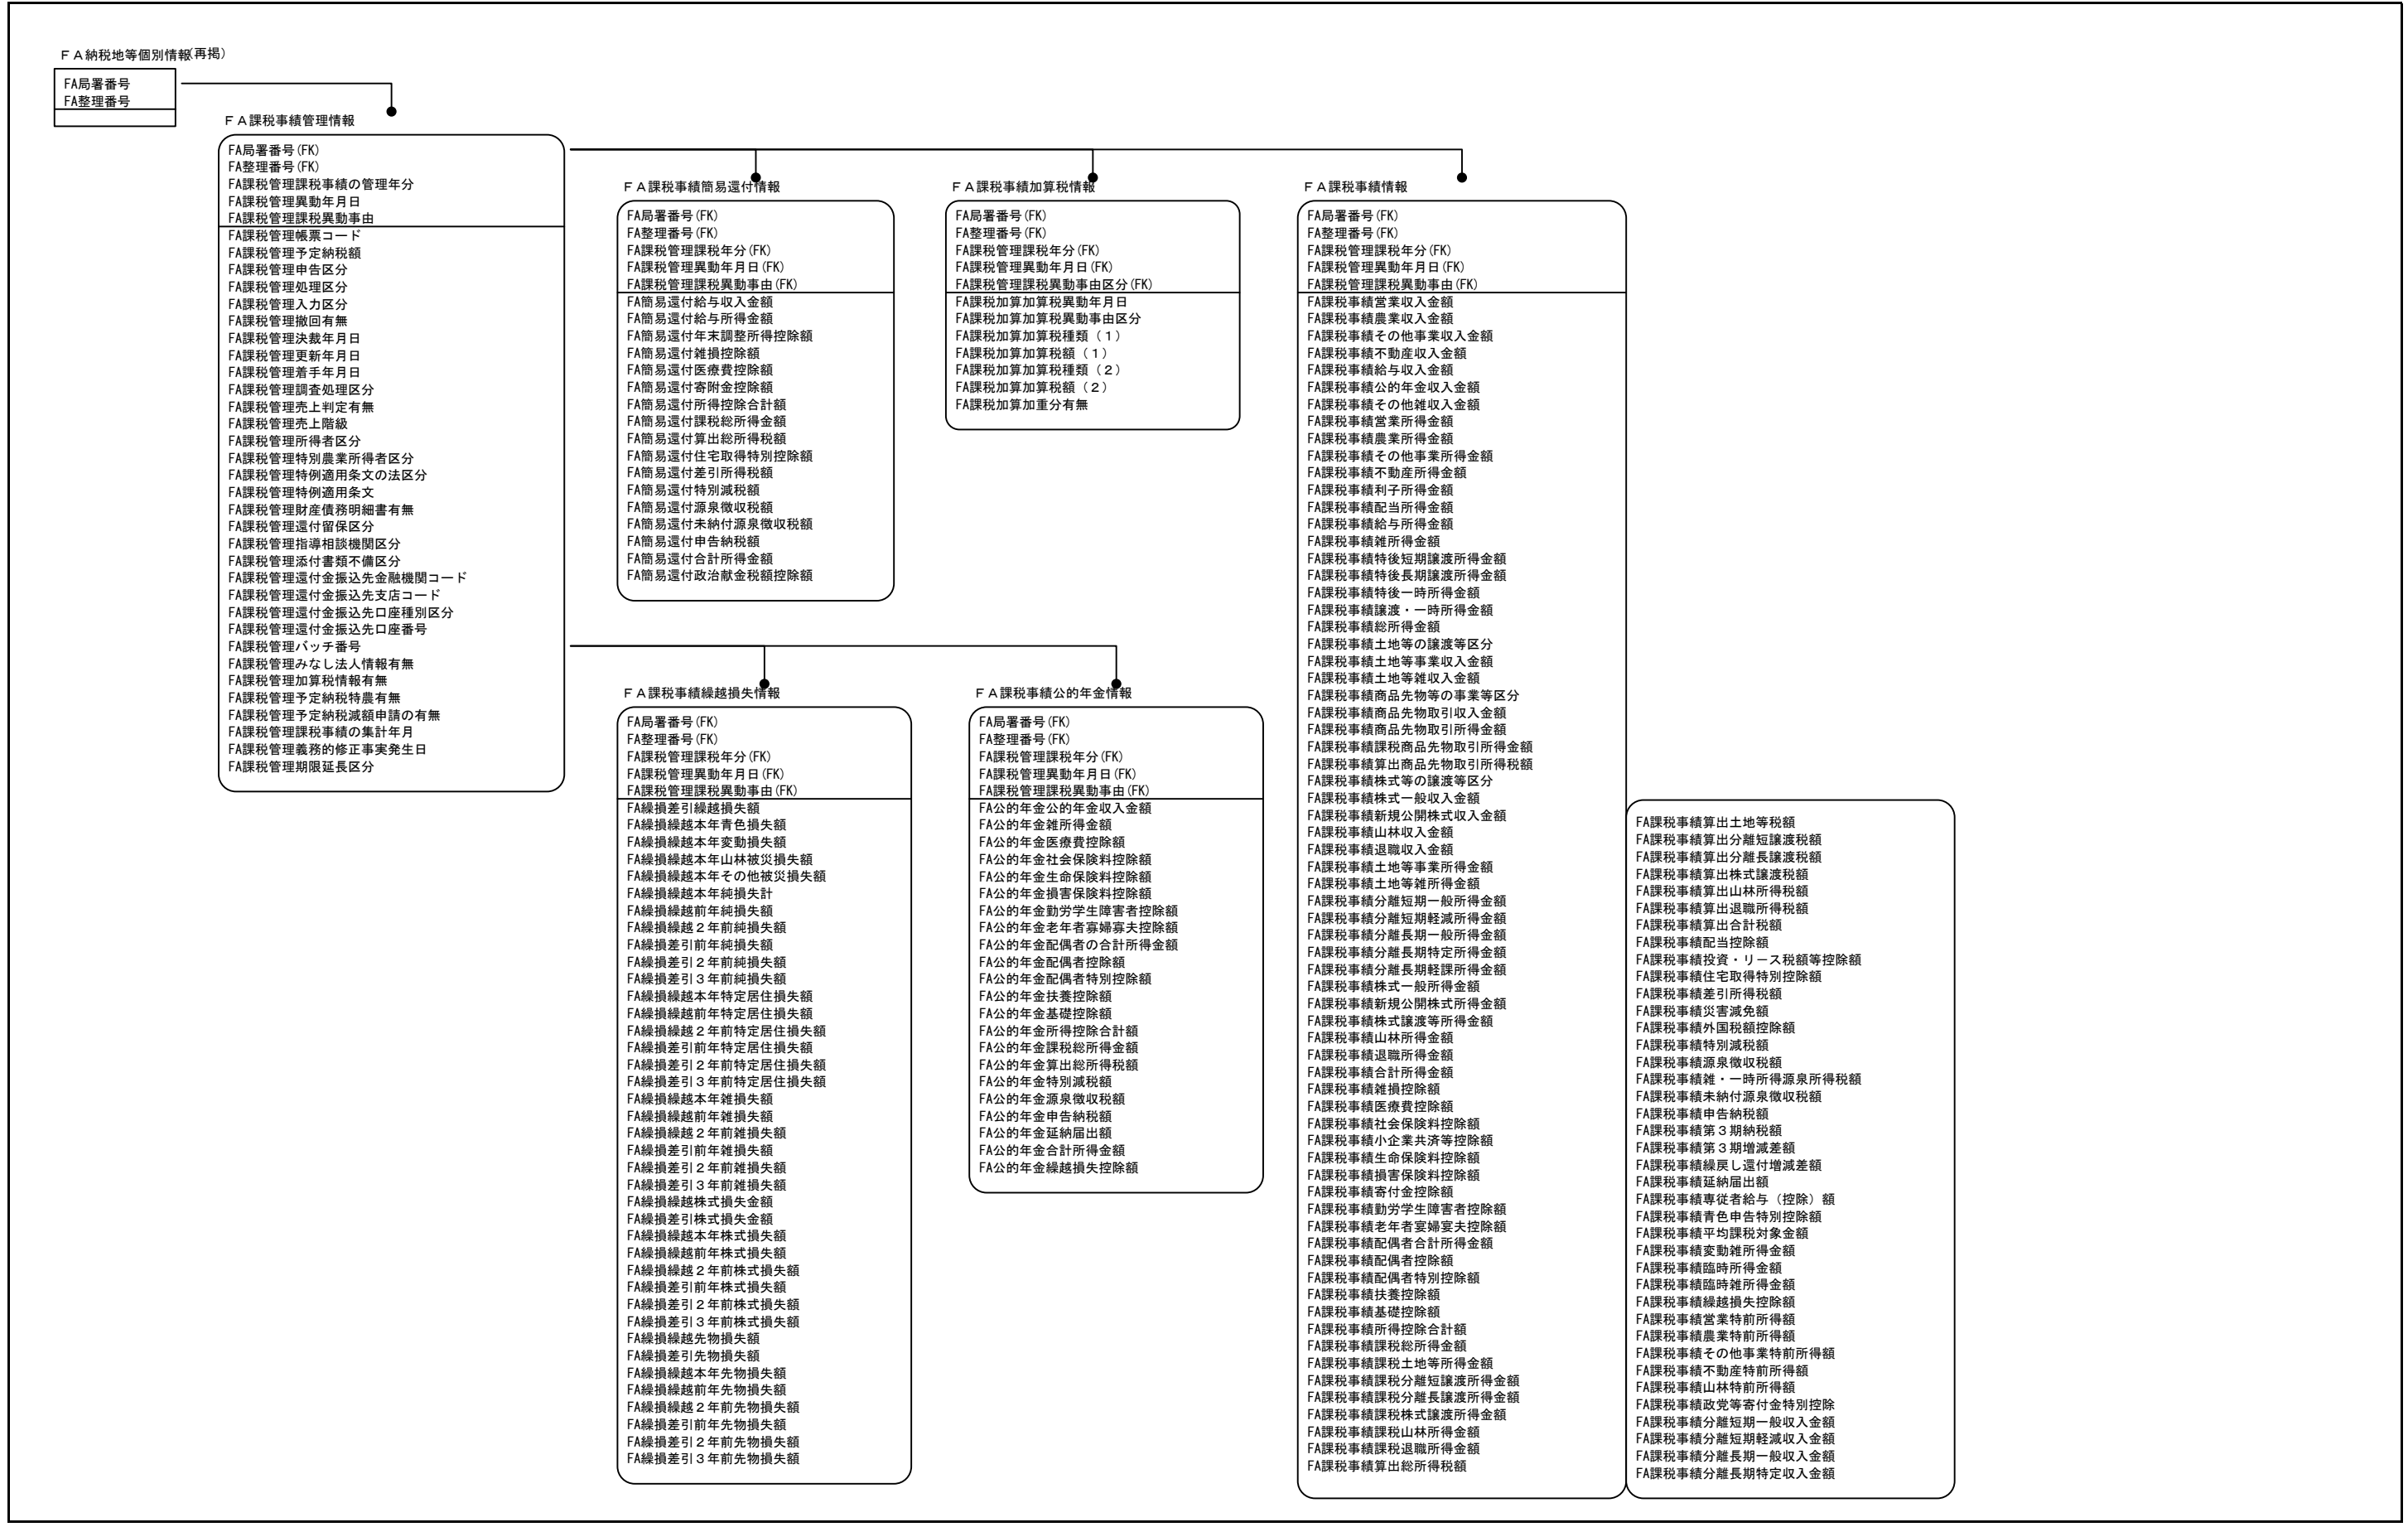 ＦＡ納税地等個別情報(再掲)
FA局署番号
FA整理番号
ＦＡ課税事績管理情報
FA局署番号(FK)
FA整理番号(FK)
FA課税管理課税事績の管理年分
FA課税管理異動年月日
FA課税管理課税異動事由
FA課税管理帳票コード
FA課税管理予定納税額
FA課税管理申告区分
FA課税管理処理区分
FA課税管理入力区分
FA課税管理撤回有無
FA課税管理決裁年月日
FA課税管理更新年月日
FA課税管理着手年月日
FA課税管理調査処理区分
FA課税管理売上判定有無
FA課税管理売上階級
FA課税管理所得者区分
FA課税管理特別農業所得者区分
FA課税管理特例適用条文の法区分
FA課税管理特例適用条文
FA課税管理財産債務明細書有無
FA課税管理還付留保区分
FA課税管理指導相談機関区分
FA課税管理添付書類不備区分
FA課税管理還付金振込先金融機関コード
FA課税管理還付金振込先支店コード
FA課税管理還付金振込先口座種別区分
FA課税管理還付金振込先口座番号
FA課税管理バッチ番号
FA課税管理みなし法人情報有無
FA課税管理加算税情報有無
FA課税管理予定納税特農有無
FA課税管理予定納税減額申請の有無
FA課税管理課税事績の集計年月
FA課税管理義務的修正事実発生日
FA課税管理期限延長区分
ＦＡ課税事績簡易還付情報
FA局署番号(FK)
FA整理番号(FK)
FA課税管理課税年分(FK)
FA課税管理異動年月日(FK)
FA課税管理課税異動事由(FK)
FA簡易還付給与収入金額
FA簡易還付給与所得金額
FA簡易還付年末調整所得控除額
FA簡易還付雑損控除額
FA簡易還付医療費控除額
FA簡易還付寄附金控除額
FA簡易還付所得控除合計額
FA簡易還付課税総所得金額
FA簡易還付算出総所得税額
FA簡易還付住宅取得特別控除額
FA簡易還付差引所得税額
FA簡易還付特別減税額
FA簡易還付源泉徴収税額
FA簡易還付未納付源泉徴収税額
FA簡易還付申告納税額
FA簡易還付合計所得金額
FA簡易還付政治献金税額控除額
ＦＡ課税事績加算税情報
FA局署番号(FK)
FA整理番号(FK)
FA課税管理課税年分(FK)
FA課税管理異動年月日(FK)
FA課税管理課税異動事由区分(FK)
FA課税加算加算税異動年月日
FA課税加算加算税異動事由区分
FA課税加算加算税種類（１）
FA課税加算加算税額（１）
FA課税加算加算税種類（２）
FA課税加算加算税額（２）
FA課税加算加重分有無
ＦＡ課税事績繰越損失情報
FA局署番号(FK)
FA整理番号(FK)
FA課税管理課税年分(FK)
FA課税管理異動年月日(FK)
FA課税管理課税異動事由(FK)
FA繰損差引繰越損失額
FA繰損繰越本年青色損失額
FA繰損繰越本年変動損失額
FA繰損繰越本年山林被災損失額
FA繰損繰越本年その他被災損失額
FA繰損繰越本年純損失計
FA繰損繰越前年純損失額
FA繰損繰越２年前純損失額
FA繰損差引前年純損失額
FA繰損差引２年前純損失額
FA繰損差引３年前純損失額
FA繰損繰越本年特定居住損失額
FA繰損繰越前年特定居住損失額
FA繰損繰越２年前特定居住損失額
FA繰損差引前年特定居住損失額
FA繰損差引２年前特定居住損失額
FA繰損差引３年前特定居住損失額
FA繰損繰越本年雑損失額
FA繰損繰越前年雑損失額
FA繰損繰越２年前雑損失額
FA繰損差引前年雑損失額
FA繰損差引２年前雑損失額
FA繰損差引３年前雑損失額
FA繰損繰越株式損失金額
FA繰損差引株式損失金額
FA繰損繰越本年株式損失額
FA繰損繰越前年株式損失額
FA繰損繰越２年前株式損失額
FA繰損差引前年株式損失額
FA繰損差引２年前株式損失額
FA繰損差引３年前株式損失額
FA繰損繰越先物損失額
FA繰損差引先物損失額
FA繰損繰越本年先物損失額
FA繰損繰越前年先物損失額
FA繰損繰越２年前先物損失額
FA繰損差引前年先物損失額
FA繰損差引２年前先物損失額
FA繰損差引３年前先物損失額
ＦＡ課税事績公的年金情報
FA局署番号(FK)
FA整理番号(FK)
FA課税管理課税年分(FK)
FA課税管理異動年月日(FK)
FA課税管理課税異動事由(FK)
FA公的年金公的年金収入金額
FA公的年金雑所得金額
FA公的年金医療費控除額
FA公的年金社会保険料控除額
FA公的年金生命保険料控除額
FA公的年金損害保険料控除額
FA公的年金勤労学生障害者控除額
FA公的年金老年者寡婦寡夫控除額
FA公的年金配偶者の合計所得金額
FA公的年金配偶者控除額
FA公的年金配偶者特別控除額
FA公的年金扶養控除額
FA公的年金基礎控除額
FA公的年金所得控除合計額
FA公的年金課税総所得金額
FA公的年金算出総所得税額
FA公的年金特別減税額
FA公的年金源泉徴収税額
FA公的年金申告納税額
FA公的年金延納届出額
FA公的年金合計所得金額
FA公的年金繰越損失控除額
ＦＡ課税事績情報
FA局署番号(FK)
FA整理番号(FK)
FA課税管理課税年分(FK)
FA課税管理異動年月日(FK)
FA課税管理課税異動事由(FK)
FA課税事績営業収入金額
FA課税事績農業収入金額
FA課税事績その他事業収入金額
FA課税事績不動産収入金額
FA課税事績給与収入金額
FA課税事績公的年金収入金額
FA課税事績その他雑収入金額
FA課税事績営業所得金額
FA課税事績農業所得金額
FA課税事績その他事業所得金額
FA課税事績不動産所得金額
FA課税事績利子所得金額
FA課税事績配当所得金額
FA課税事績給与所得金額
FA課税事績雑所得金額
FA課税事績特後短期譲渡所得金額
FA課税事績特後長期譲渡所得金額
FA課税事績特後一時所得金額
FA課税事績譲渡・一時所得金額
FA課税事績総所得金額
FA課税事績土地等の譲渡等区分
FA課税事績土地等事業収入金額
FA課税事績土地等雑収入金額
FA課税事績商品先物等の事業等区分
FA課税事績商品先物取引収入金額
FA課税事績商品先物取引所得金額
FA課税事績課税商品先物取引所得金額
FA課税事績算出商品先物取引所得税額
FA課税事績株式等の譲渡等区分
FA課税事績株式一般収入金額
FA課税事績新規公開株式収入金額
FA課税事績山林収入金額
FA課税事績退職収入金額
FA課税事績土地等事業所得金額
FA課税事績土地等雑所得金額
FA課税事績分離短期一般所得金額
FA課税事績分離短期軽減所得金額
FA課税事績分離長期一般所得金額
FA課税事績分離長期特定所得金額
FA課税事績分離長期軽課所得金額
FA課税事績株式一般所得金額
FA課税事績新規公開株式所得金額
FA課税事績株式譲渡等所得金額
FA課税事績山林所得金額
FA課税事績退職所得金額
FA課税事績合計所得金額
FA課税事績雑損控除額
FA課税事績医療費控除額
FA課税事績社会保険料控除額
FA課税事績小企業共済等控除額
FA課税事績生命保険料控除額
FA課税事績損害保険料控除額
FA課税事績寄付金控除額
FA課税事績勤労学生障害者控除額
FA課税事績老年者宴婦宴夫控除額
FA課税事績配偶者合計所得金額
FA課税事績配偶者控除額
FA課税事績配偶者特別控除額
FA課税事績扶養控除額
FA課税事績基礎控除額
FA課税事績所得控除合計額
FA課税事績課税総所得金額
FA課税事績課税土地等所得金額
FA課税事績課税分離短譲渡所得金額
FA課税事績課税分離長譲渡所得金額
FA課税事績課税株式譲渡所得金額
FA課税事績課税山林所得金額
FA課税事績課税退職所得金額
FA課税事績算出総所得税額
FA課税事績算出土地等税額
FA課税事績算出分離短譲渡税額
FA課税事績算出分離長譲渡税額
FA課税事績算出株式譲渡税額
FA課税事績算出山林所得税額
FA課税事績算出退職所得税額
FA課税事績算出合計税額
FA課税事績配当控除額
FA課税事績投資・リース税額等控除額
FA課税事績住宅取得特別控除額
FA課税事績差引所得税額
FA課税事績災害減免額
FA課税事績外国税額控除額
FA課税事績特別減税額
FA課税事績源泉徴収税額
FA課税事績雑・一時所得源泉所得税額
FA課税事績未納付源泉徴収税額
FA課税事績申告納税額
FA課税事績第３期納税額
FA課税事績第３期増減差額
FA課税事績繰戻し還付増減差額
FA課税事績延納届出額
FA課税事績専従者給与（控除）額
FA課税事績青色申告特別控除額
FA課税事績平均課税対象金額
FA課税事績変動雑所得金額
FA課税事績臨時所得金額
FA課税事績臨時雑所得金額
FA課税事績繰越損失控除額
FA課税事績営業特前所得額
FA課税事績農業特前所得額
FA課税事績その他事業特前所得額
FA課税事績不動産特前所得額
FA課税事績山林特前所得額
FA課税事績政党等寄付金特別控除
FA課税事績分離短期一般収入金額
FA課税事績分離短期軽減収入金額
FA課税事績分離長期一般収入金額
FA課税事績分離長期特定収入金額